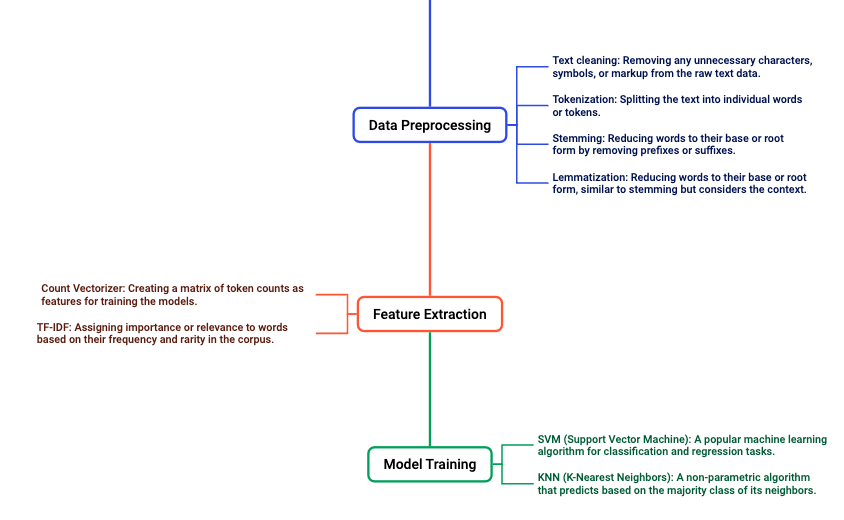 Text cleaning: Removing any unnecessary characters,
symbols, or markup from the raw text data.
Data Preprocessing
Tokenization: Splitting the text into individual words
or tokens.
Stemming: Reducing words to their base or root
form by removing prefixes or suffixes.
Lemmatization: Reducing words to their base or root
form, similar to stemming but considers the context.
Count Vectorizer: Creating a matrix of token counts as
features for training the models.
Feature Extraction
TF-IDF: Assigning importance or relevance to words
based on their frequency and rarity in the corpus.
SVM (Support Vector Machine): A popular machine learning
algorithm for classification and regression tasks.
Model Training
KNN (K-Nearest Neighbors): A non-parametric algorithm
that predicts based on the majority class of its neighbors.